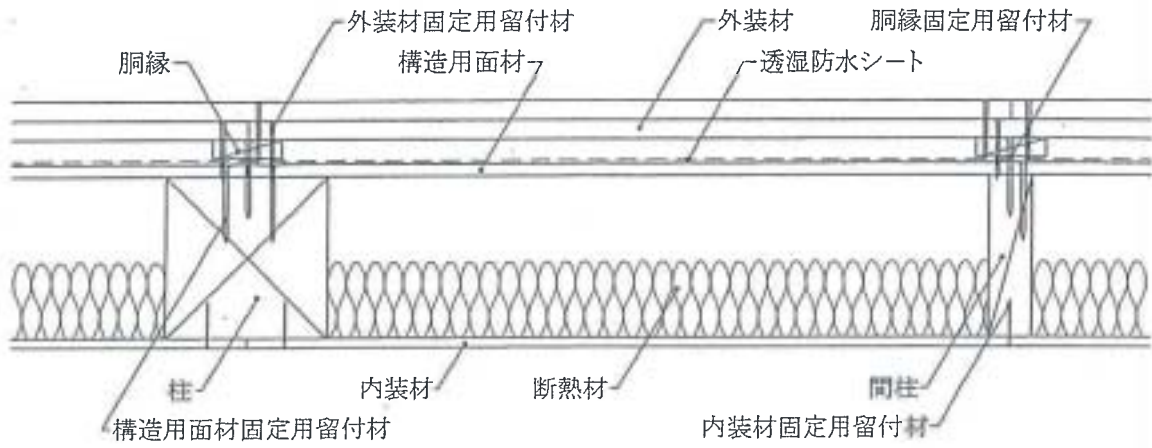 外装材固定用留付材
外装材
胴縁固定用留付材
胴縁
構造用面材
透湿防水シート
柱
内装材
断熱材
間柱
構造用面材固定用留付材
内装材固定用留付材